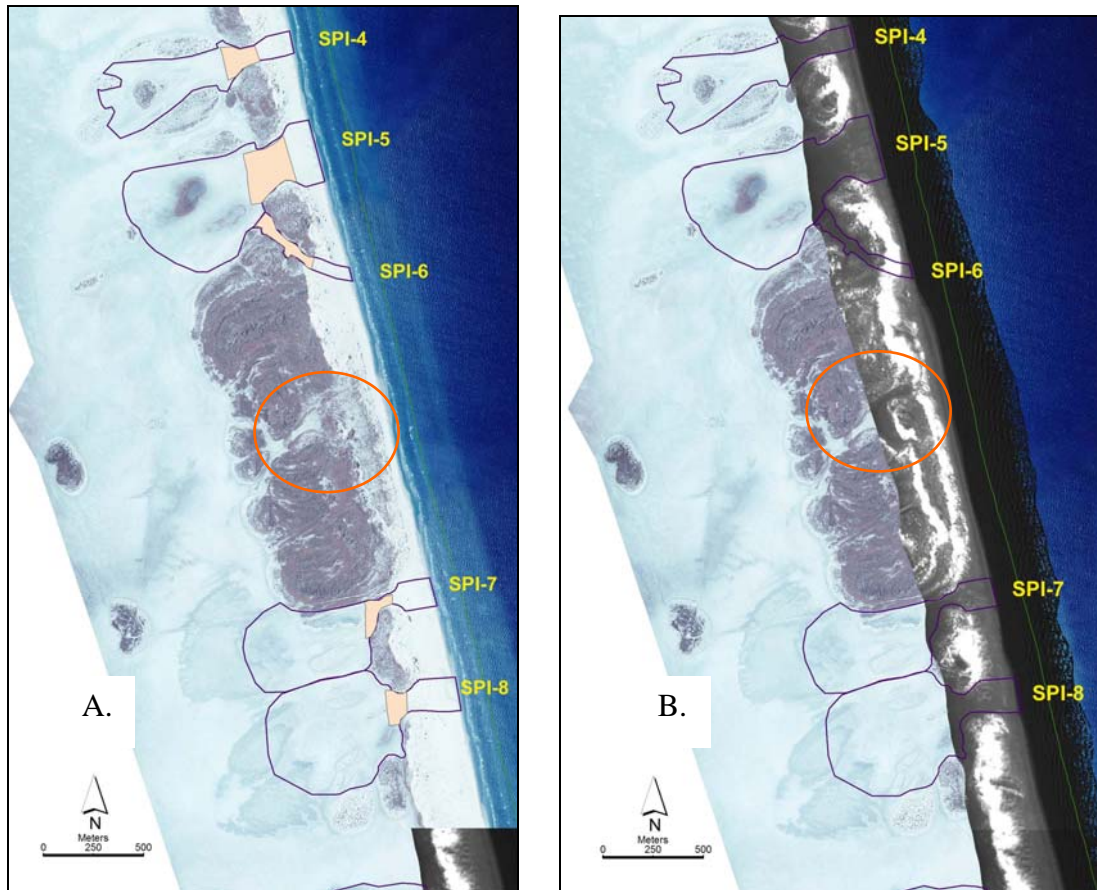 SPI-4
SPI-5
SPI-6
SPI-7
SPI-8
A.
N
Meters
0 250 500
SPI-4
SPI-5
SPI-6
SPI-7
SPI-8
B.
N
Meters
0 250 500